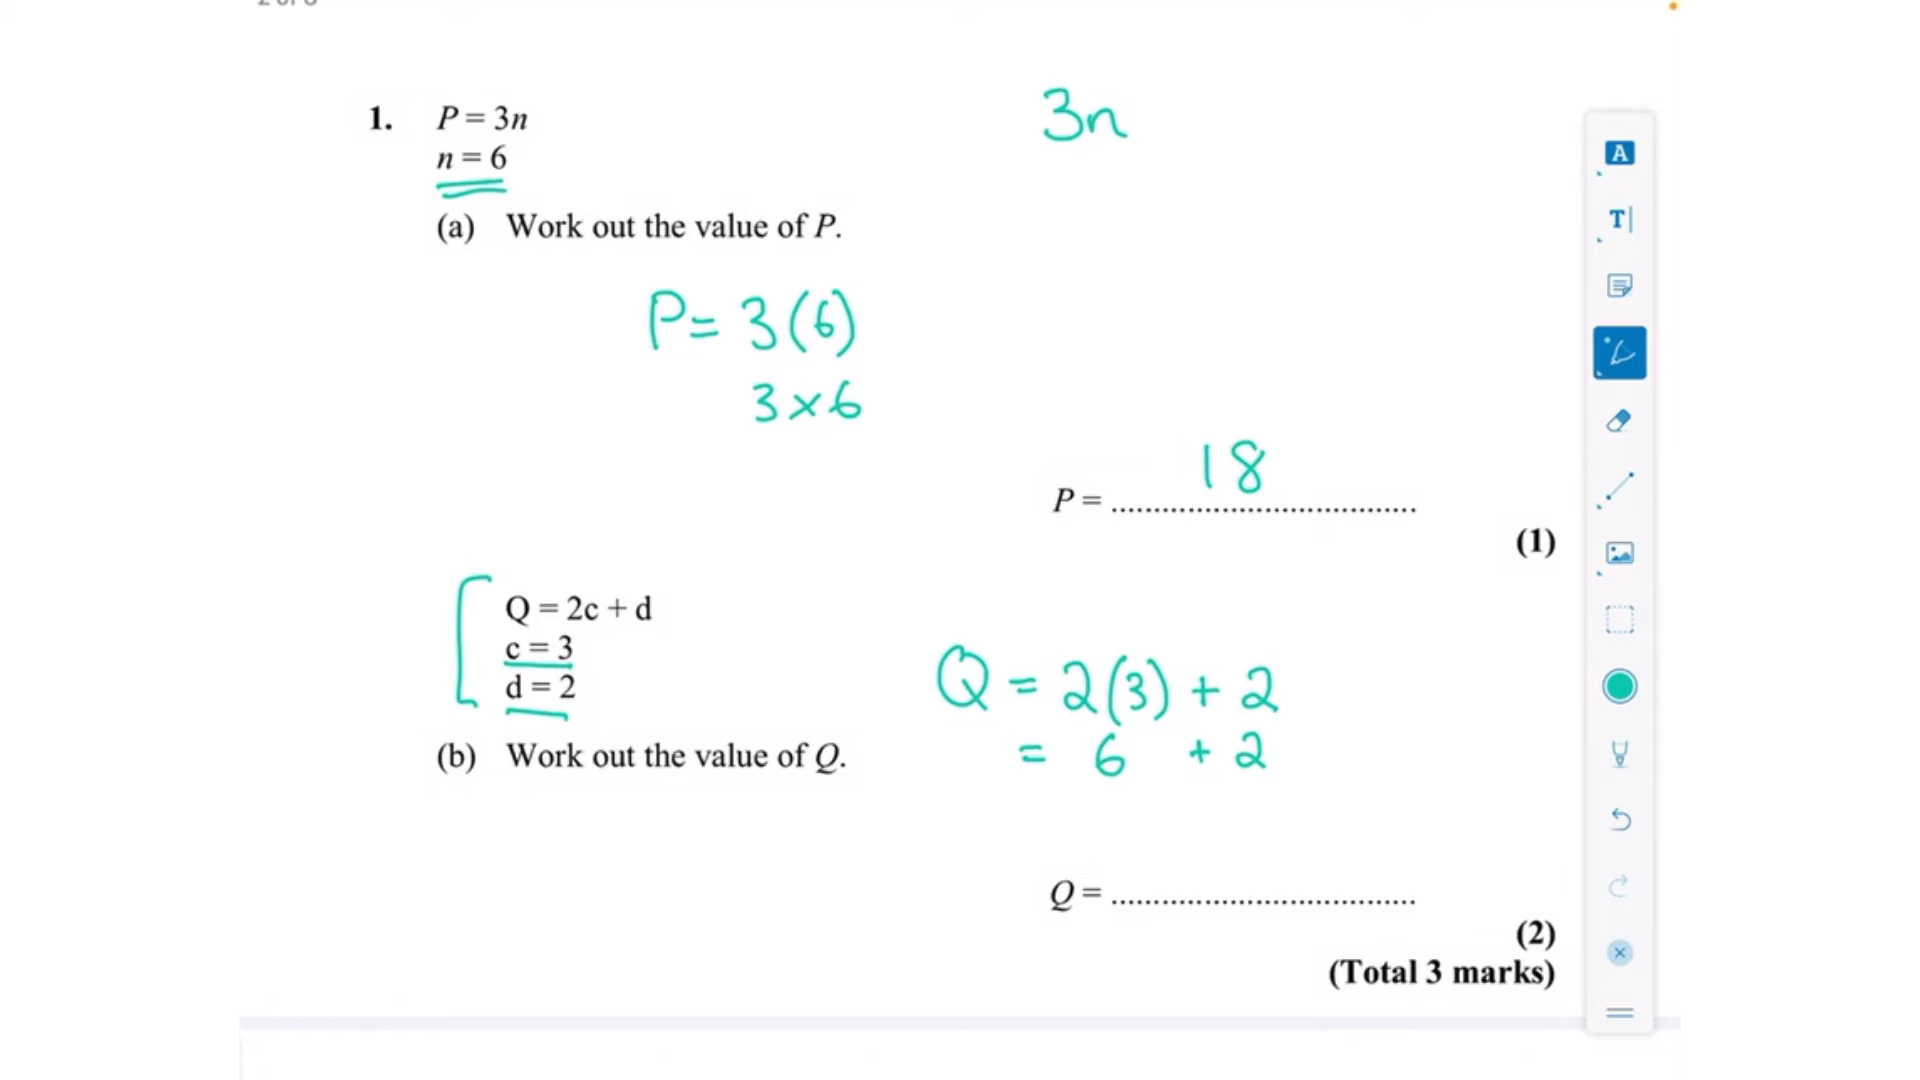 1. P = 3n
3n
n = 6
(a) Work out the value of P.
P = 3(6)
3 × 6
18
P = ..................................
(1)
Q = 2c + d
c = 3
d = 2
Q = 2(3) + 2
= 6 + 2
(b) Work out the value of Q.
Q = ..................................
(2)
(Total 3 marks)
A
T